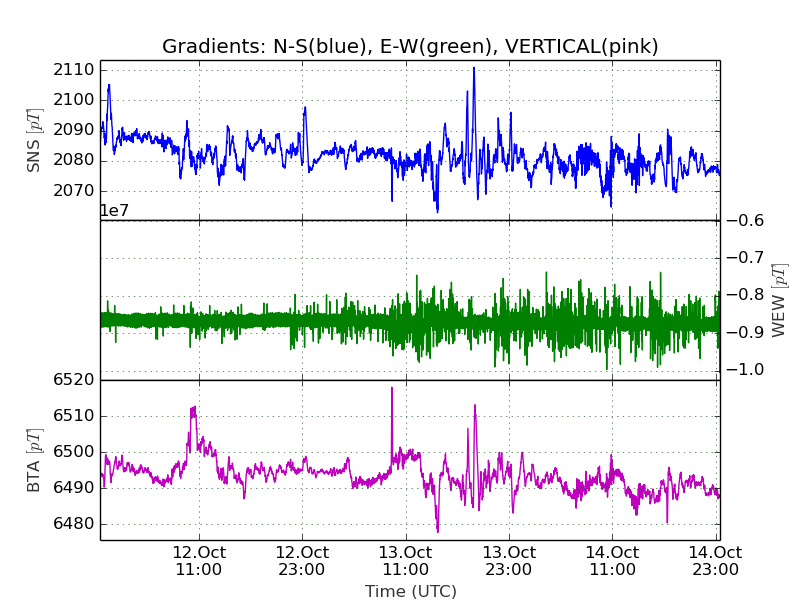 Gradients: N-S(blue), E-W(green), VERTICAL(pink)
2110
2100
2090
2080
2070
SNS [pT]
1e7
−0.6
−0.7
−0.8
−0.9
−1.0
WEW [pT]
6520
6510
6500
6490
6480
BTA [pT]
12.Oct 12.Oct 13.Oct 13.Oct 14.Oct 14.Oct
11:00 23:00 11:00 23:00 11:00 23:00
Time (UTC)